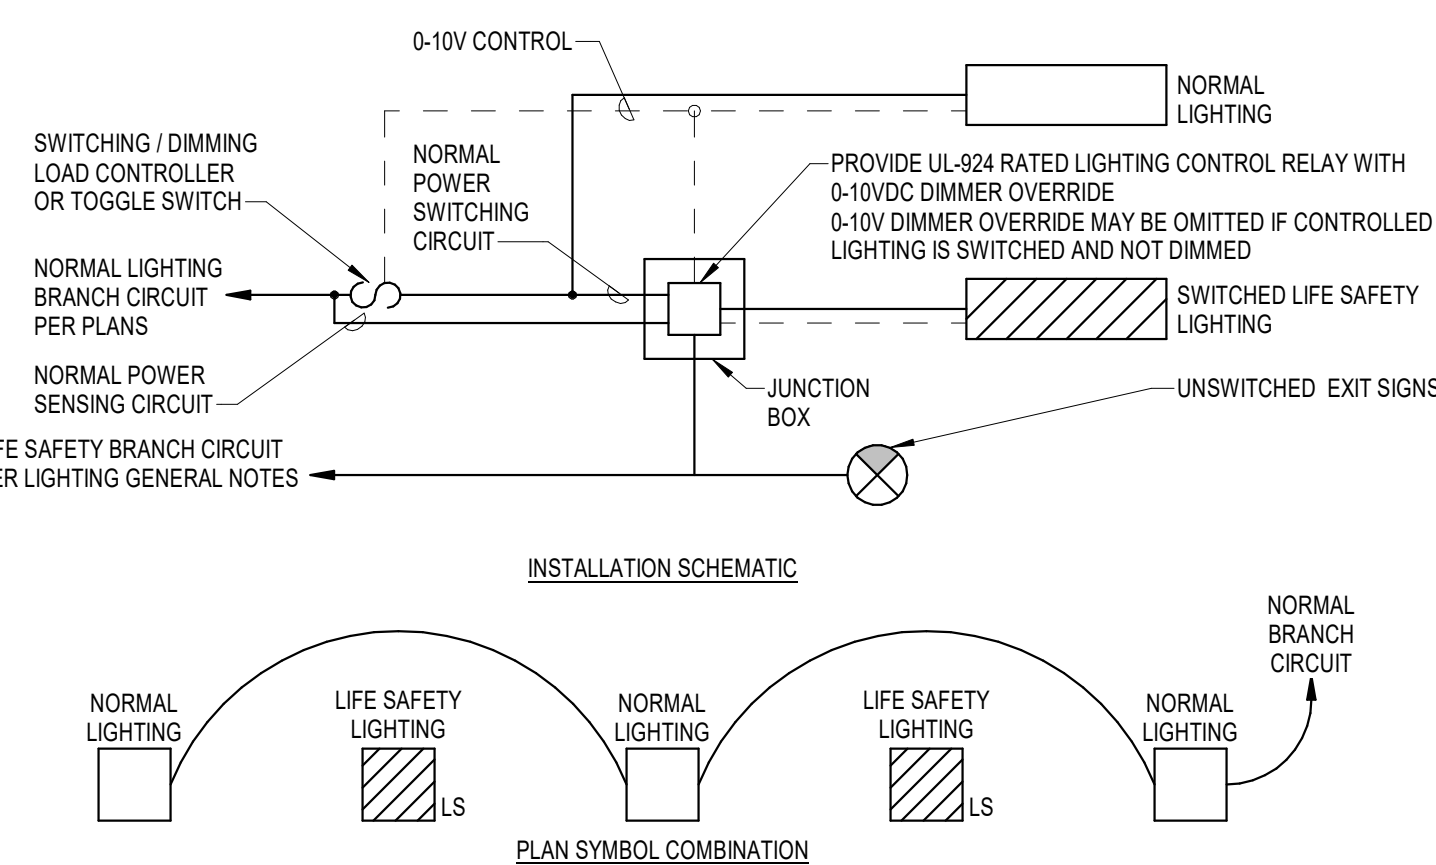 0-10V CONTROL
NORMAL
LIGHTING
SWITCHING / DIMMING
LOAD CONTROLLER
OR TOGGLE SWITCH
NORMAL
POWER
SWITCHING
CIRCUIT
PROVIDE UL-924 RATED LIGHTING CONTROL RELAY WITH
0-10VDC DIMMER OVERRIDE
0-10V DIMMER OVERRIDE MAY BE OMITTED IF CONTROLLED
LIGHTING IS SWITCHED AND NOT DIMMED
NORMAL LIGHTING
BRANCH CIRCUIT
PER PLANS
SWITCHED LIFE SAFETY
LIGHTING
NORMAL POWER
SENSING CIRCUIT
JUNCTION
BOX
UNSWITCHED EXIT SIGNS
FE SAFETY BRANCH CIRCUIT
ER LIGHTING GENERAL NOTES
INSTALLATION SCHEMATIC
NORMAL
BRANCH
CIRCUIT
NORMAL
LIGHTING
LIFE SAFETY
LIGHTING
LS
NORMAL
LIGHTING
LIFE SAFETY
LIGHTING
LS
NORMAL
LIGHTING
PLAN SYMBOL COMBINATION